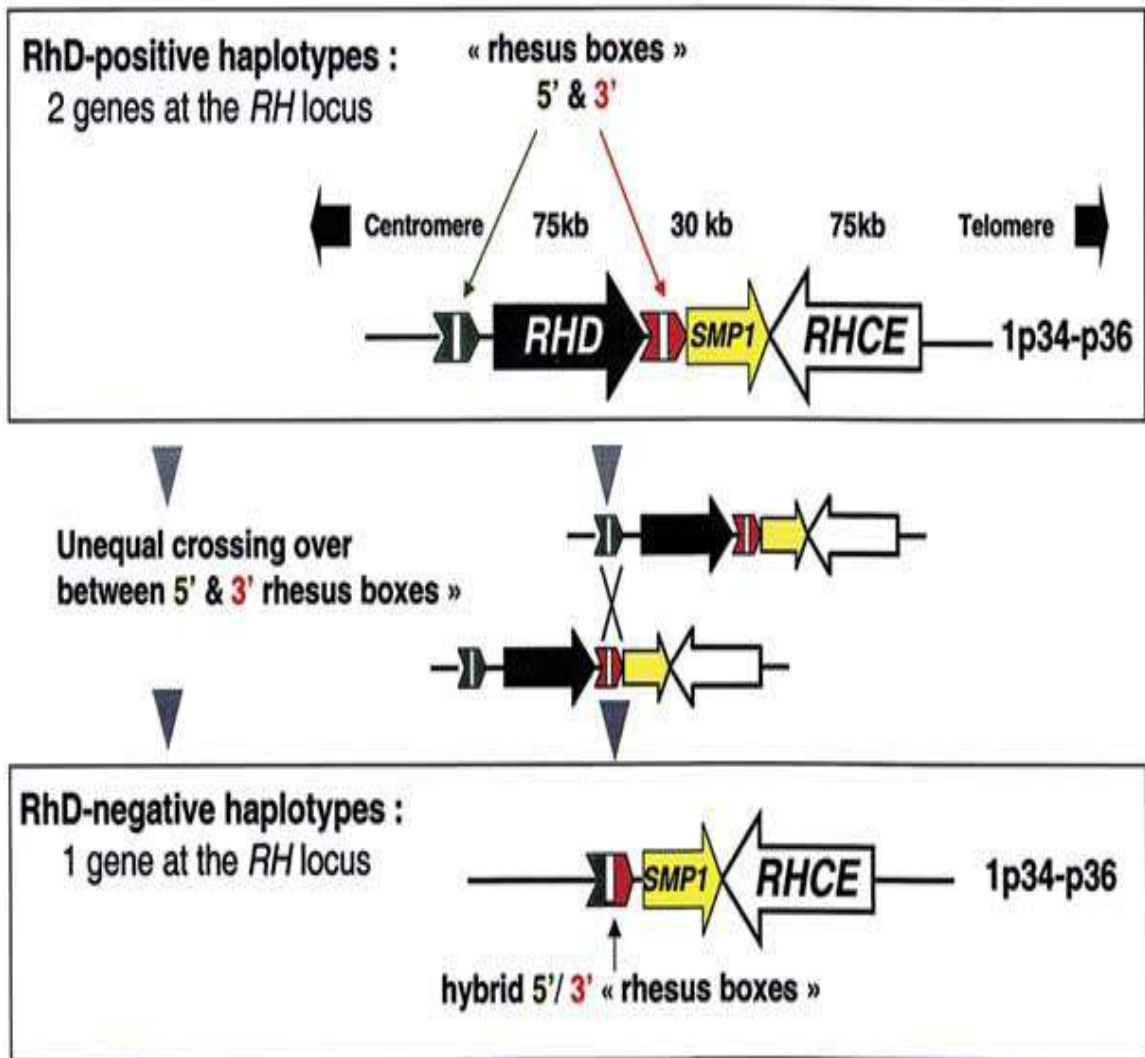 RhD-positive haplotypes :
2 genes at the RH locus
« rhesus boxes »
5' & 3'
Centromere 75kb 30 kb 75kb Telomere
RHD SMP1 RHCE 1p34-p36
Unequal crossing over
between 5' & 3' rhesus boxes »
RhD-negative haplotypes :
1 gene at the RH locus
SMP1 RHCE 1p34-p36
hybrid 5'/ 3' « rhesus boxes »